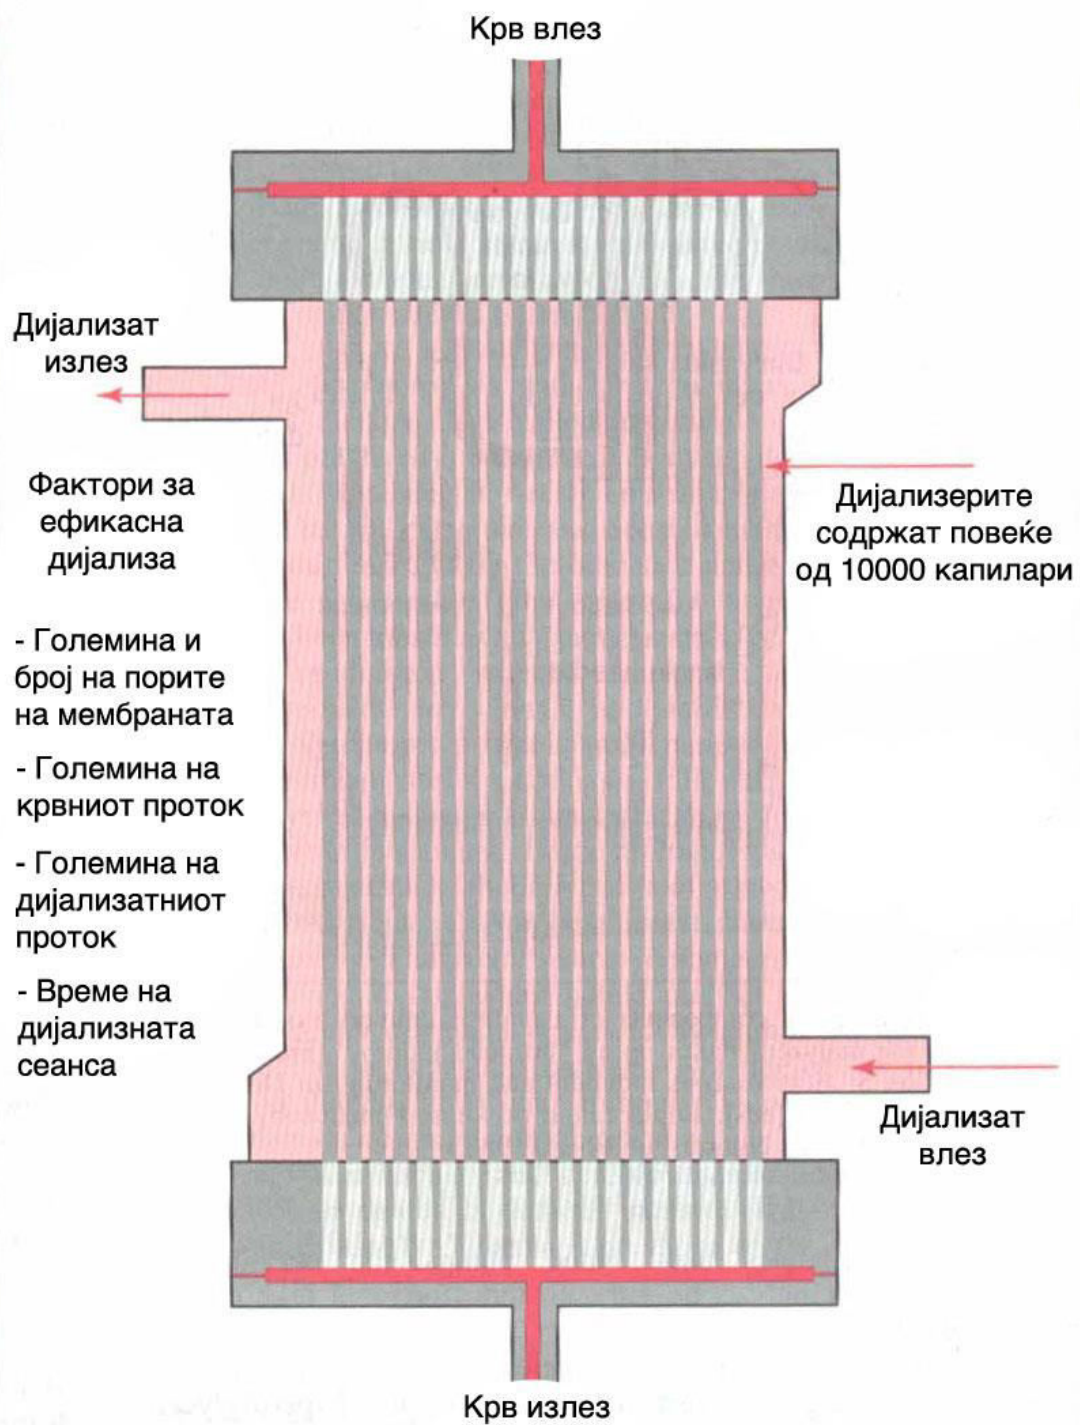 Крв влез
Дијализат
излез
Фактори за
ефикасна
дијализа
Дијализерите
содржат повеќе
од 10000 капилари
- Големина и
број на порите
на мембраната
- Големина на
крвниот проток
- Големина на
дијализатниот
проток
- Време на
дијализната
сеанса
Дијализат
влез
Крв излез